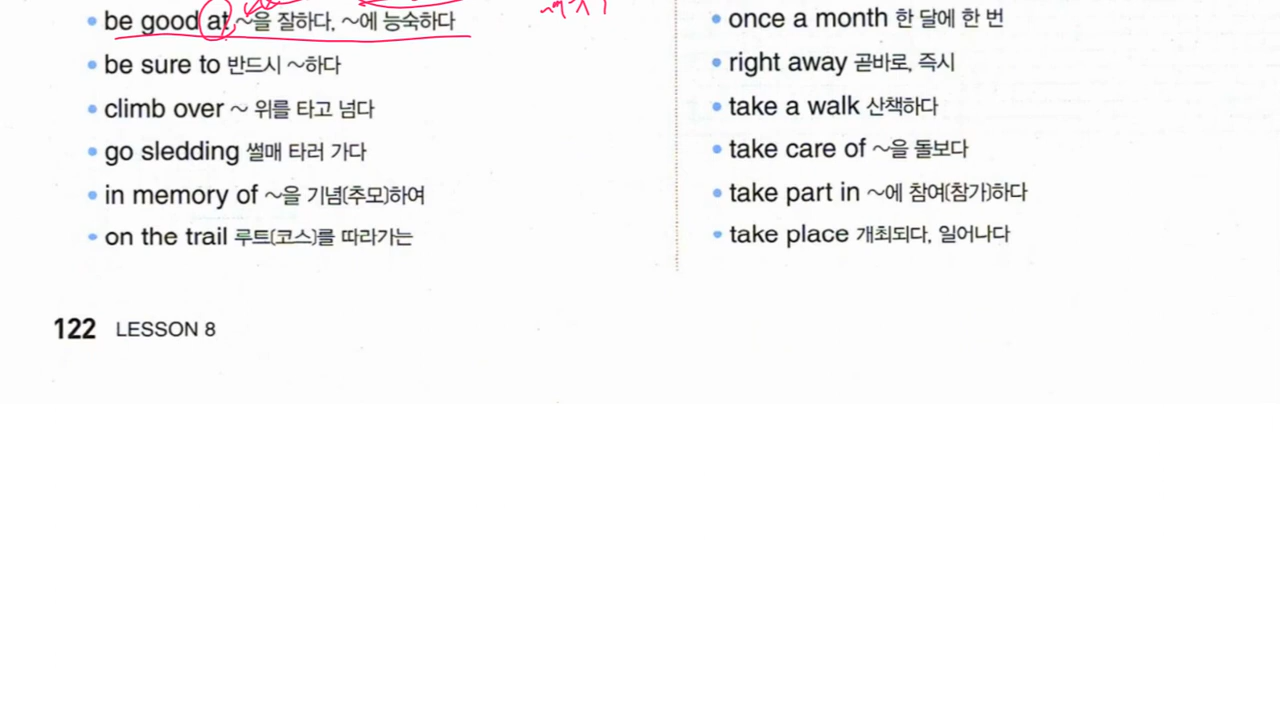 • be good at ~을 잘하다, ~에 능숙하다
• be sure to 반드시 ~하다
• climb over ~ 위를 타고 넘다
• go sledding 썰매 타러 가다
• in memory of ~을 기념(추모)하여
• on the trail 루트(코스)를 따라가는
• once a month 한 달에 한 번
• right away 곧바로, 즉시
• take a walk 산책하다
• take care of ~을 돌보다
• take part in ~에 참여(참가)하다
• take place 개최되다, 일어나다
122 LESSON 8